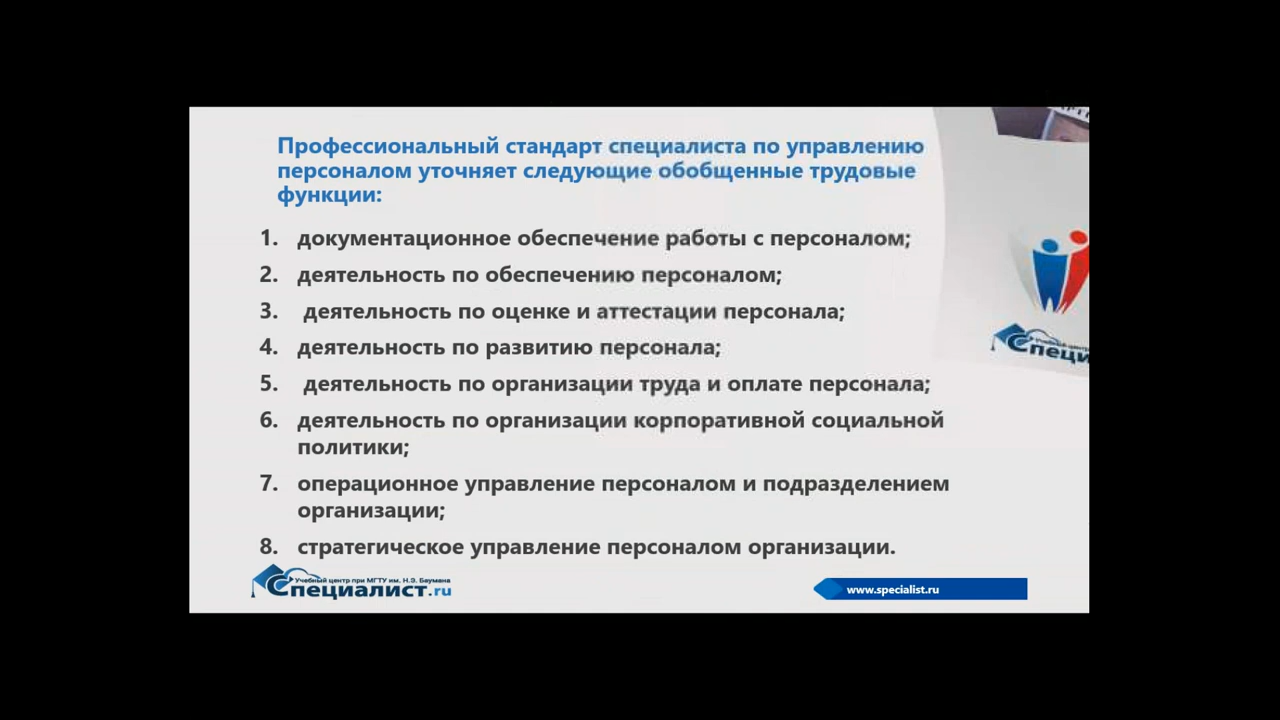 Профессиональный стандарт специалиста по управлению
персоналом уточняет следующие обобщенные трудовые
функции:
1. документационное обеспечение работы с персоналом;
2. деятельность по обеспечению персоналом;
3. деятельность по оценке и аттестации персонала;
4. деятельность по развитию персонала;
5. деятельность по организации труда и оплате персонала;
6. деятельность по организации корпоративной социальной
политики;
7. операционное управление персоналом и подразделением
организации;
8. стратегическое управление персоналом организации.
Учебный центр при МГТУ им. Н.Э. Баумана
Специалист.ru
www.specialist.ru